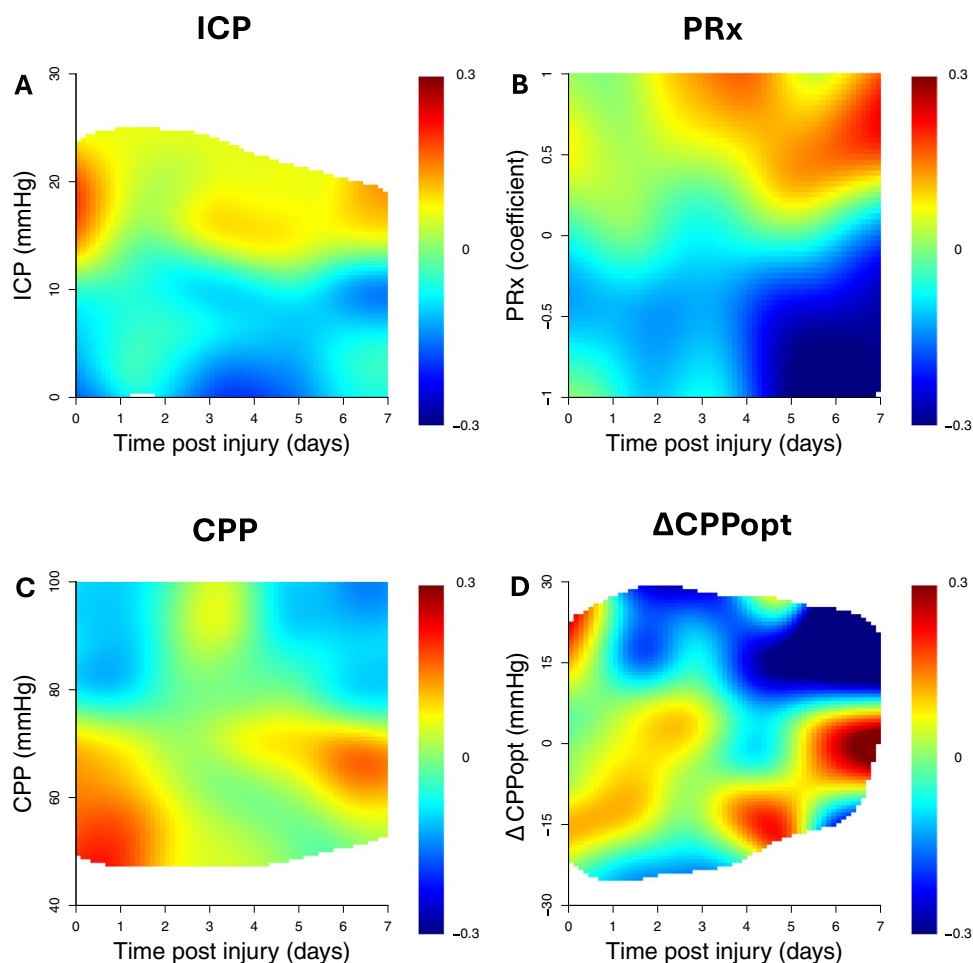 ICP
A
ICP (mmHg)
30
20
10
0
0 1 2 3 4 5 6 7
Time post injury (days)
0.3
0
−0.3
PRx
B
PRx (coefficient)
1
0.5
0
−0.5
−1
0 1 2 3 4 5 6 7
Time post injury (days)
0.3
0
−0.3
CPP
C
CPP (mmHg)
100
80
60
40
0 1 2 3 4 5 6 7
Time post injury (days)
0.3
0
−0.3
ΔCPPopt
D
ΔCPPopt (mmHg)
30
15
0
−15
−30
0 1 2 3 4 5 6 7
Time post injury (days)
0.3
0
−0.3